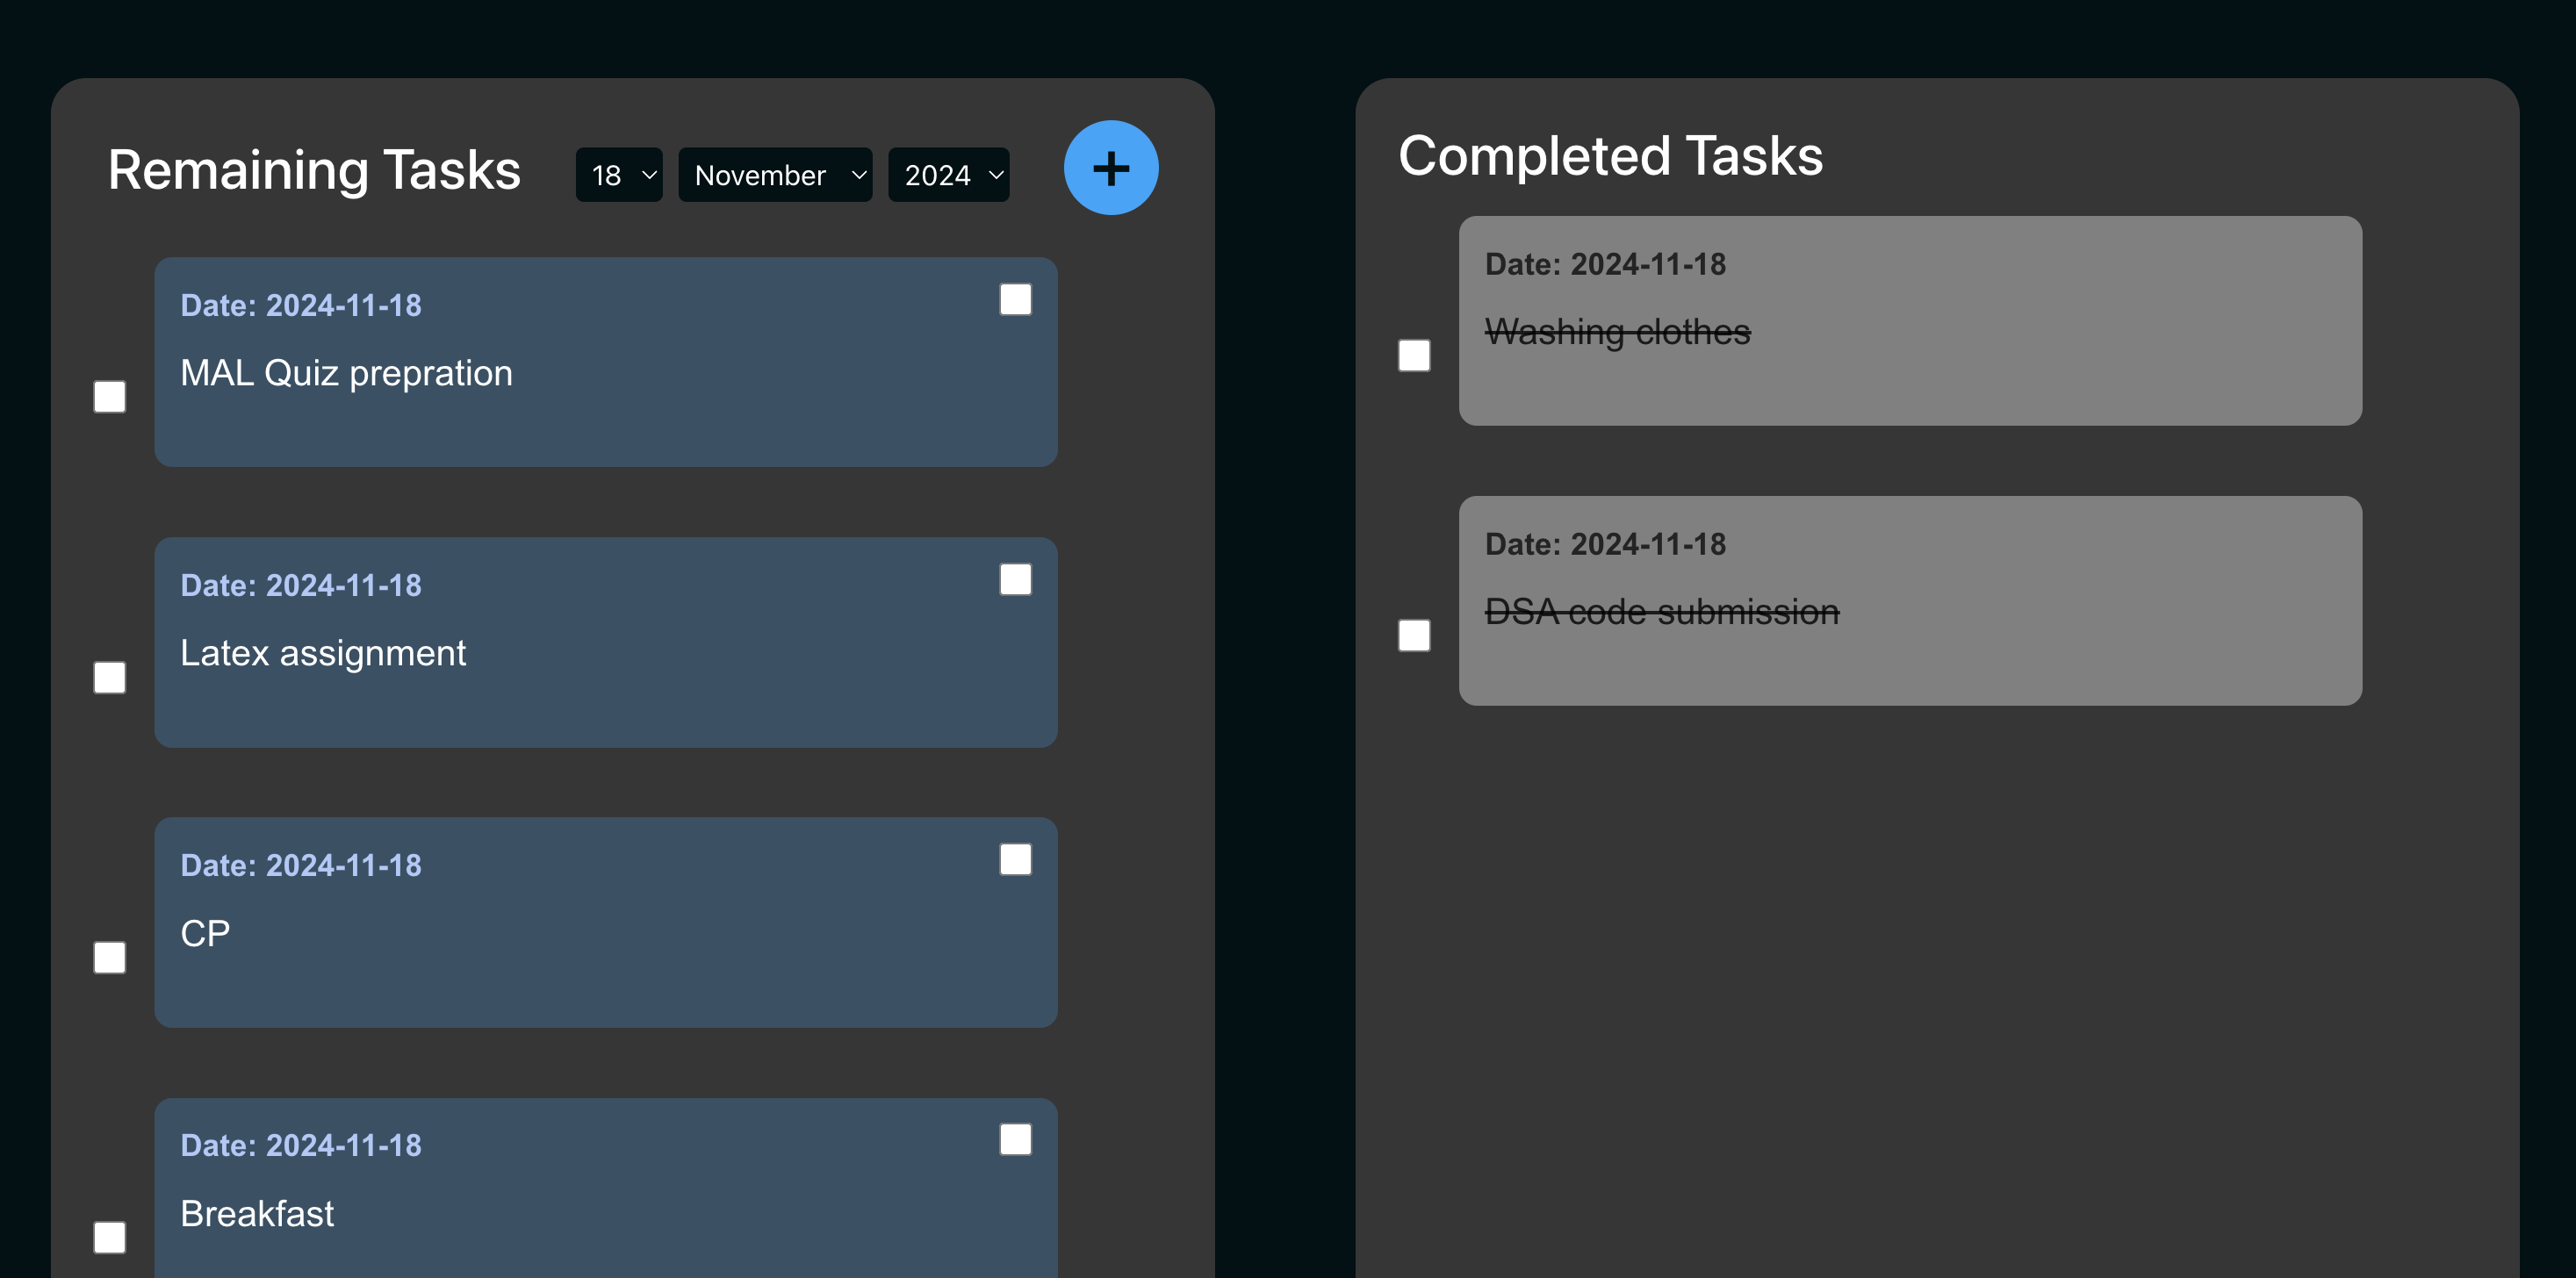 Remaining Tasks 18 November 2024 +
Date: 2024-11-18
MAL Quiz prepration
Date: 2024-11-18
Latex assignment
Date: 2024-11-18
CP
Date: 2024-11-18
Breakfast
Completed Tasks
Date: 2024-11-18
Washing clothes
Date: 2024-11-18
DSA code submission